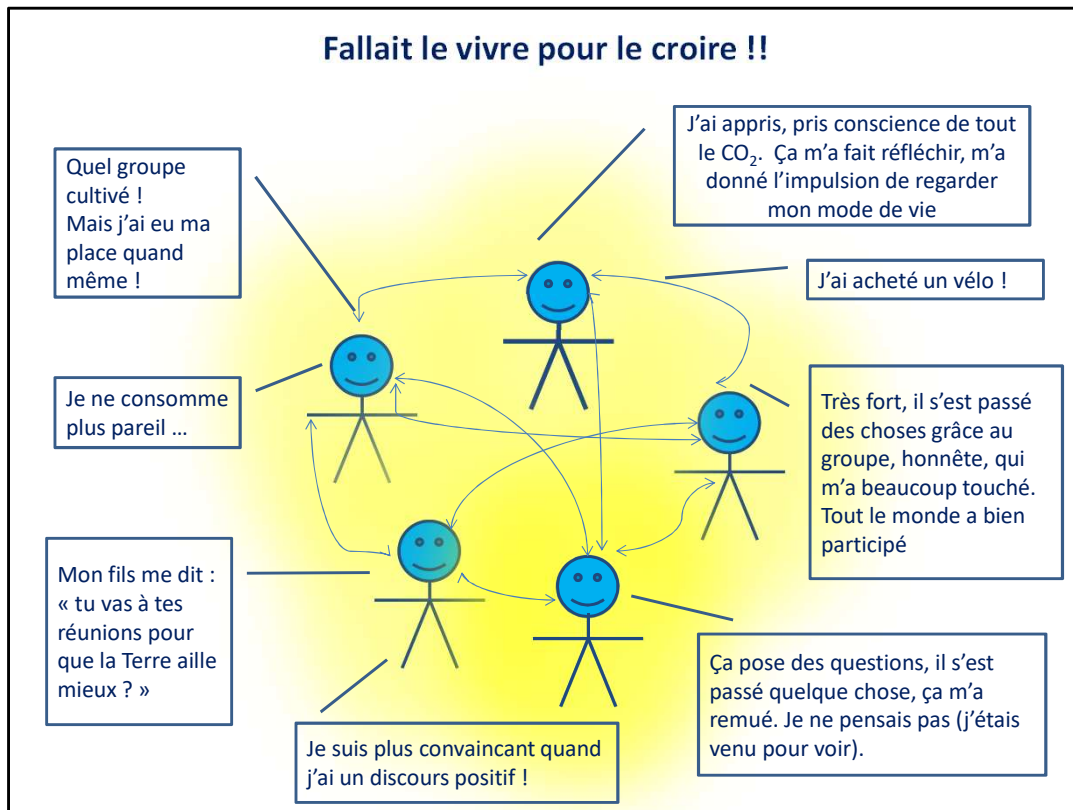 Fallait le vivre pour le croire !!
Quel groupe
cultivé !
Mais j’ai eu ma
place quand
même !
J’ai appris, pris conscience de tout
le CO₂.  Ça m’a fait réfléchir, m’a
donné l’impulsion de regarder
mon mode de vie
J’ai acheté un vélo !
Je ne consomme
plus pareil …
Très fort, il s’est passé
des choses grâce au
groupe, honnête, qui
m’a beaucoup touché.
Tout le monde a bien
participé
Mon fils me dit :
« tu vas à tes
réunions pour
que la Terre aille
mieux ? »
Ça pose des questions, il s’est
passé quelque chose, ça m’a
remué. Je ne pensais pas (j’étais
venu pour voir).
Je suis plus convaincant quand
j’ai un discours positif !